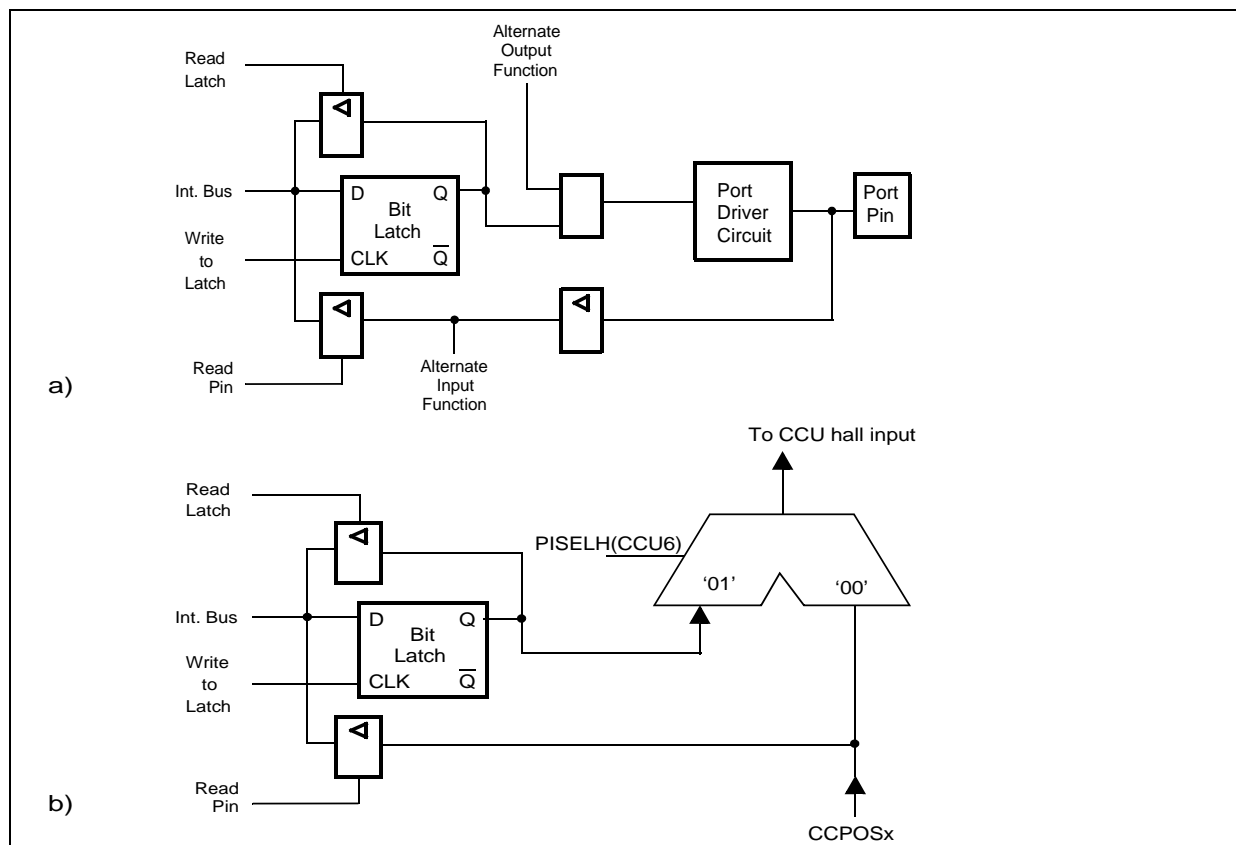 Alternate
Output
Function
Read
Latch
Int. Bus
D
Q
Bit
Latch
Write
to
Latch
CLK
Q
Port
Driver
Circuit
Port
Pin
Read
Pin
Alternate
Input
Function
a)
To CCU hall input
Read
Latch
PISELH(CCU6)
‘01’
‘00’
Int. Bus
D
Q
Bit
Latch
Write
to
Latch
CLK
Q
Read
Pin
b)
CCPOSx